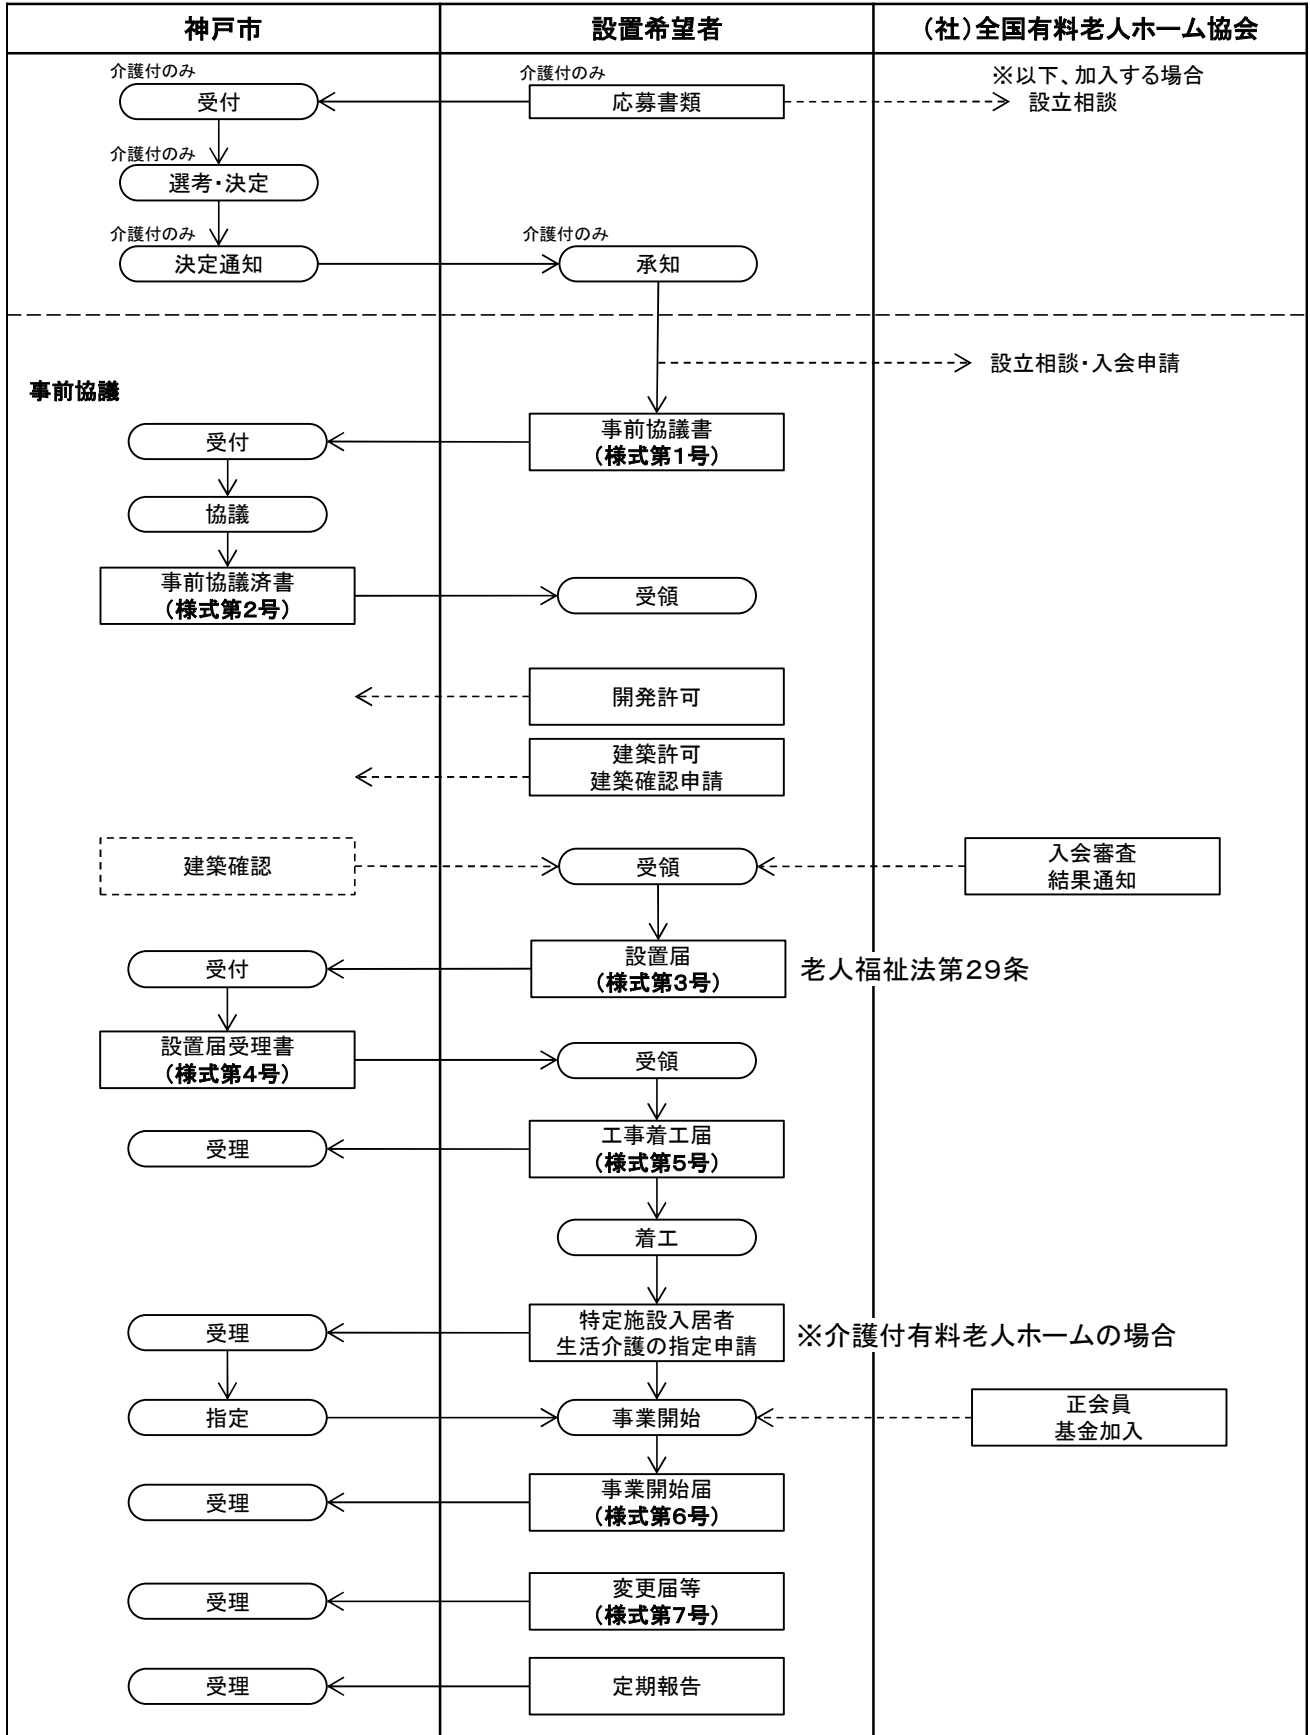 神戸市
設置希望者
（社）全国有料老人ホーム協会
介護付のみ
受付
介護付のみ
応募書類
※以下、加入する場合
設立相談
介護付のみ
選考・決定
介護付のみ
決定通知
介護付のみ
承知
設立相談・入会申請
事前協議
受付
事前協議書
（様式第１号）
協議
事前協議済書
（様式第２号）
受領
開発許可
建築許可
建築確認申請
建築確認
受領
入会審査
結果通知
受付
設置届
（様式第３号）
老人福祉法第２９条
設置届受理書
（様式第４号）
受領
受理
工事着工届
（様式第５号）
着工
受理
特定施設入居者
生活介護の指定申請
※介護付有料老人ホームの場合
指定
事業開始
正会員
基金加入
受理
事業開始届
（様式第６号）
受理
変更届等
（様式第７号）
受理
定期報告